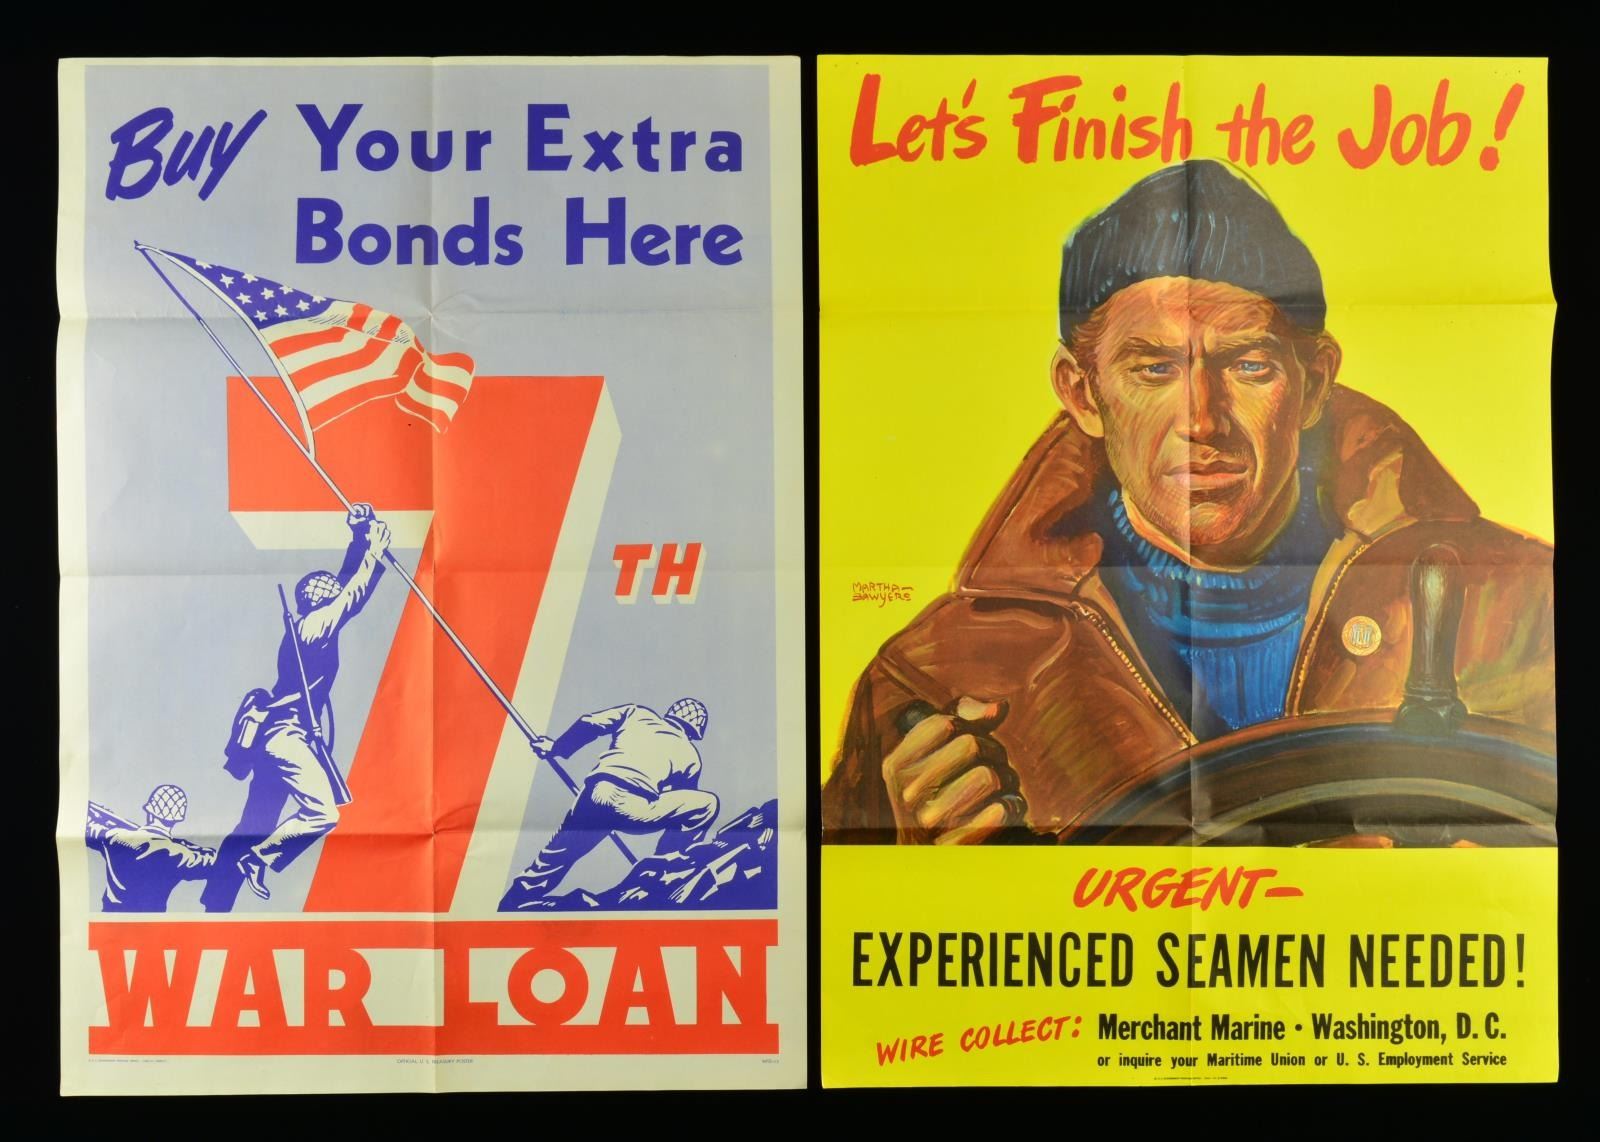 Buy Your Extra
Bonds Here
7TH
WAR LOAN
OFFICIAL U. S. TREASURY POSTER
Let's Finish the Job!
MARTHA
SAWYERS
URGENT—
EXPERIENCED SEAMEN NEEDED!
WIRE COLLECT: Merchant Marine • Washington, D. C.
or inquire your Maritime Union or U. S. Employment Service